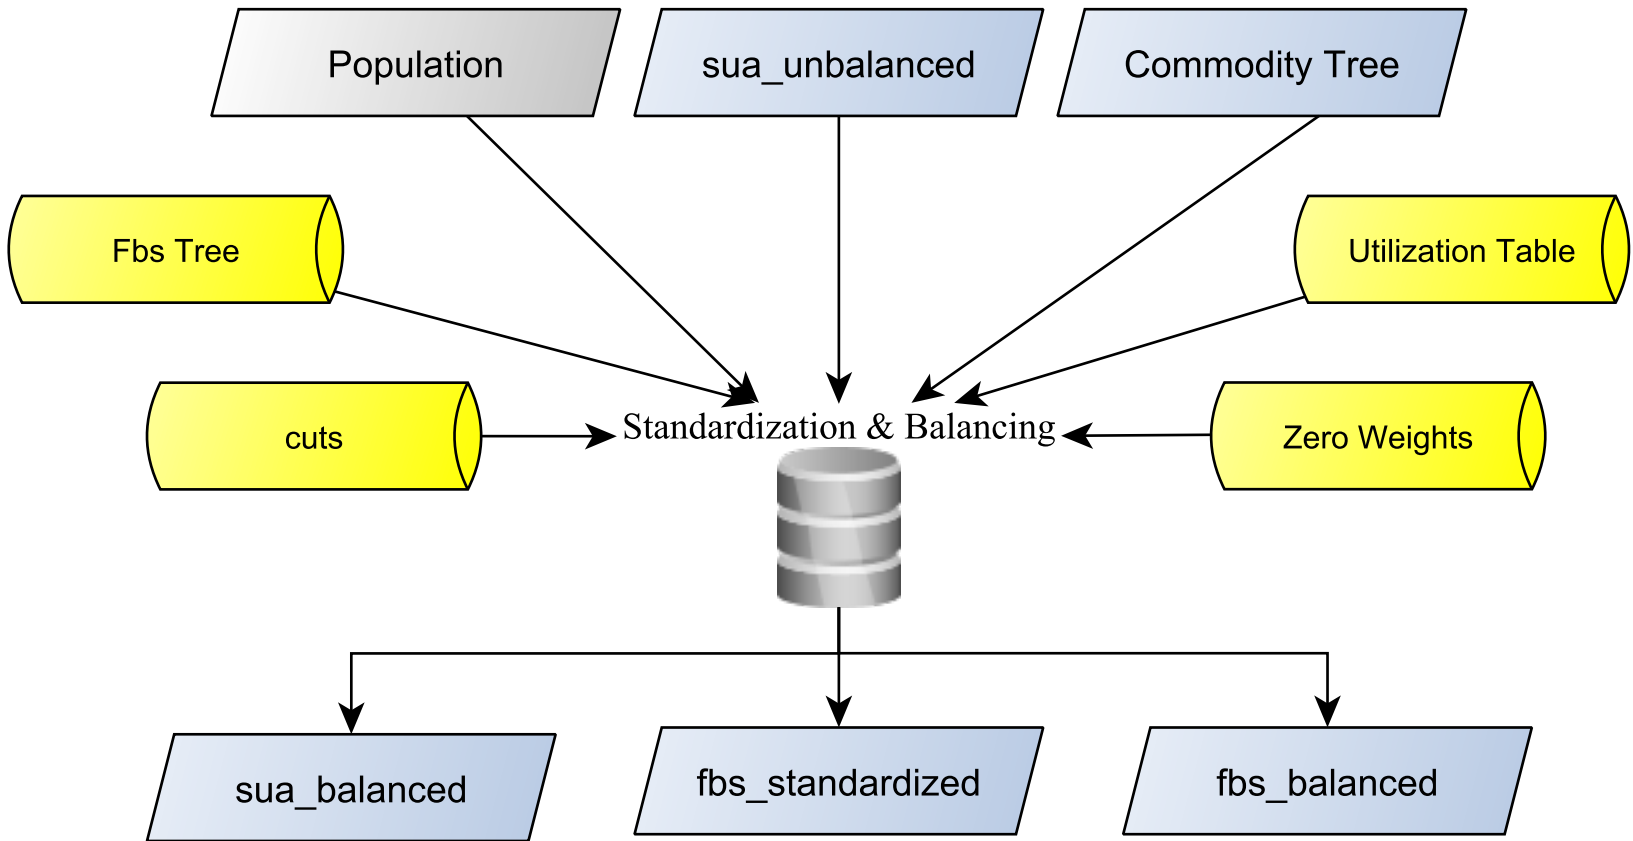 Population
sua_unbalanced
Commodity Tree
Fbs Tree
Utilization Table
cuts
Standardization & Balancing
Zero Weights
sua_balanced
fbs_standardized
fbs_balanced